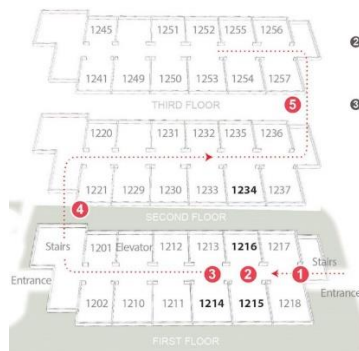 1245 1251 1252 1255 1256
2
1241 1249 1250 1253 1254 1257
5
3
THIRD FLOOR
1220 1231 1232 1235 1236
1221 1229 1230 1233 1234 1237
4
SECOND FLOOR
Stairs 1201 Elevator 1212 1213 1216 1217 Stairs
Entrance 3 2 1 Entrance
1202 1210 1211 1214 1215 1218
FIRST FLOOR